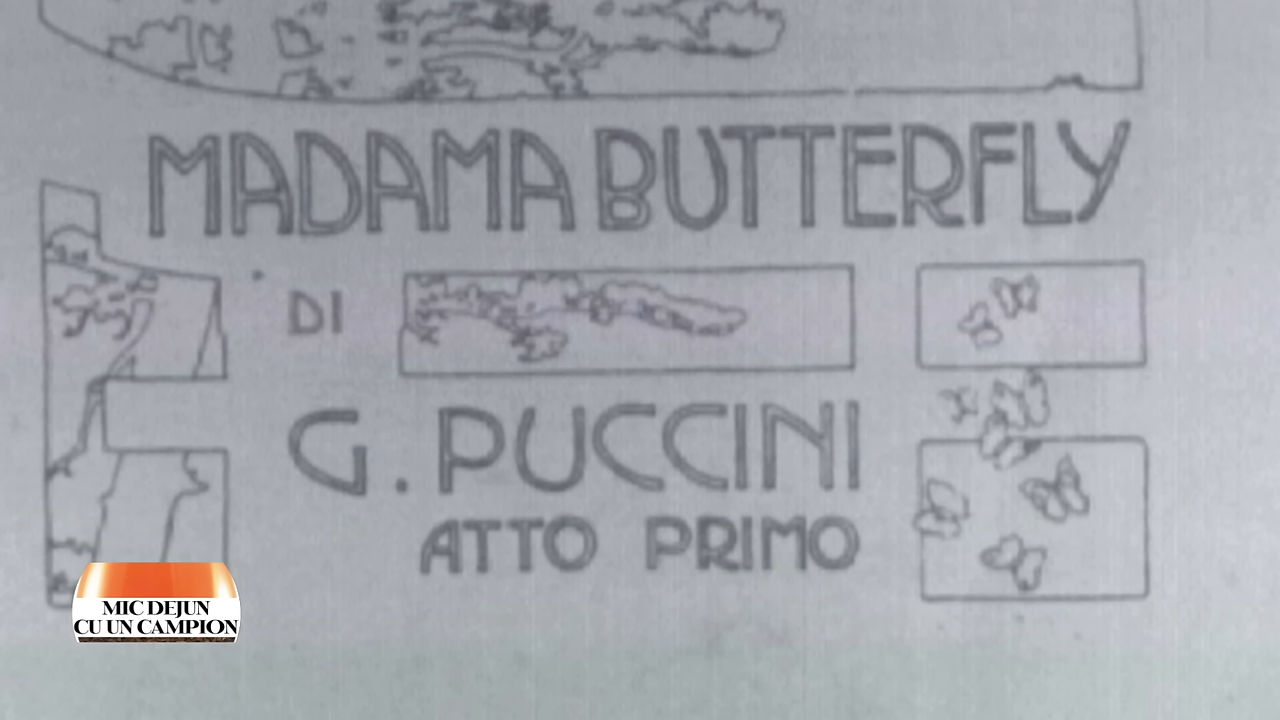 MADAMA BUTTERFLY
DI
G. PUCCINI
ATTO PRIMO
MIC DEJUN
CU UN CAMPION